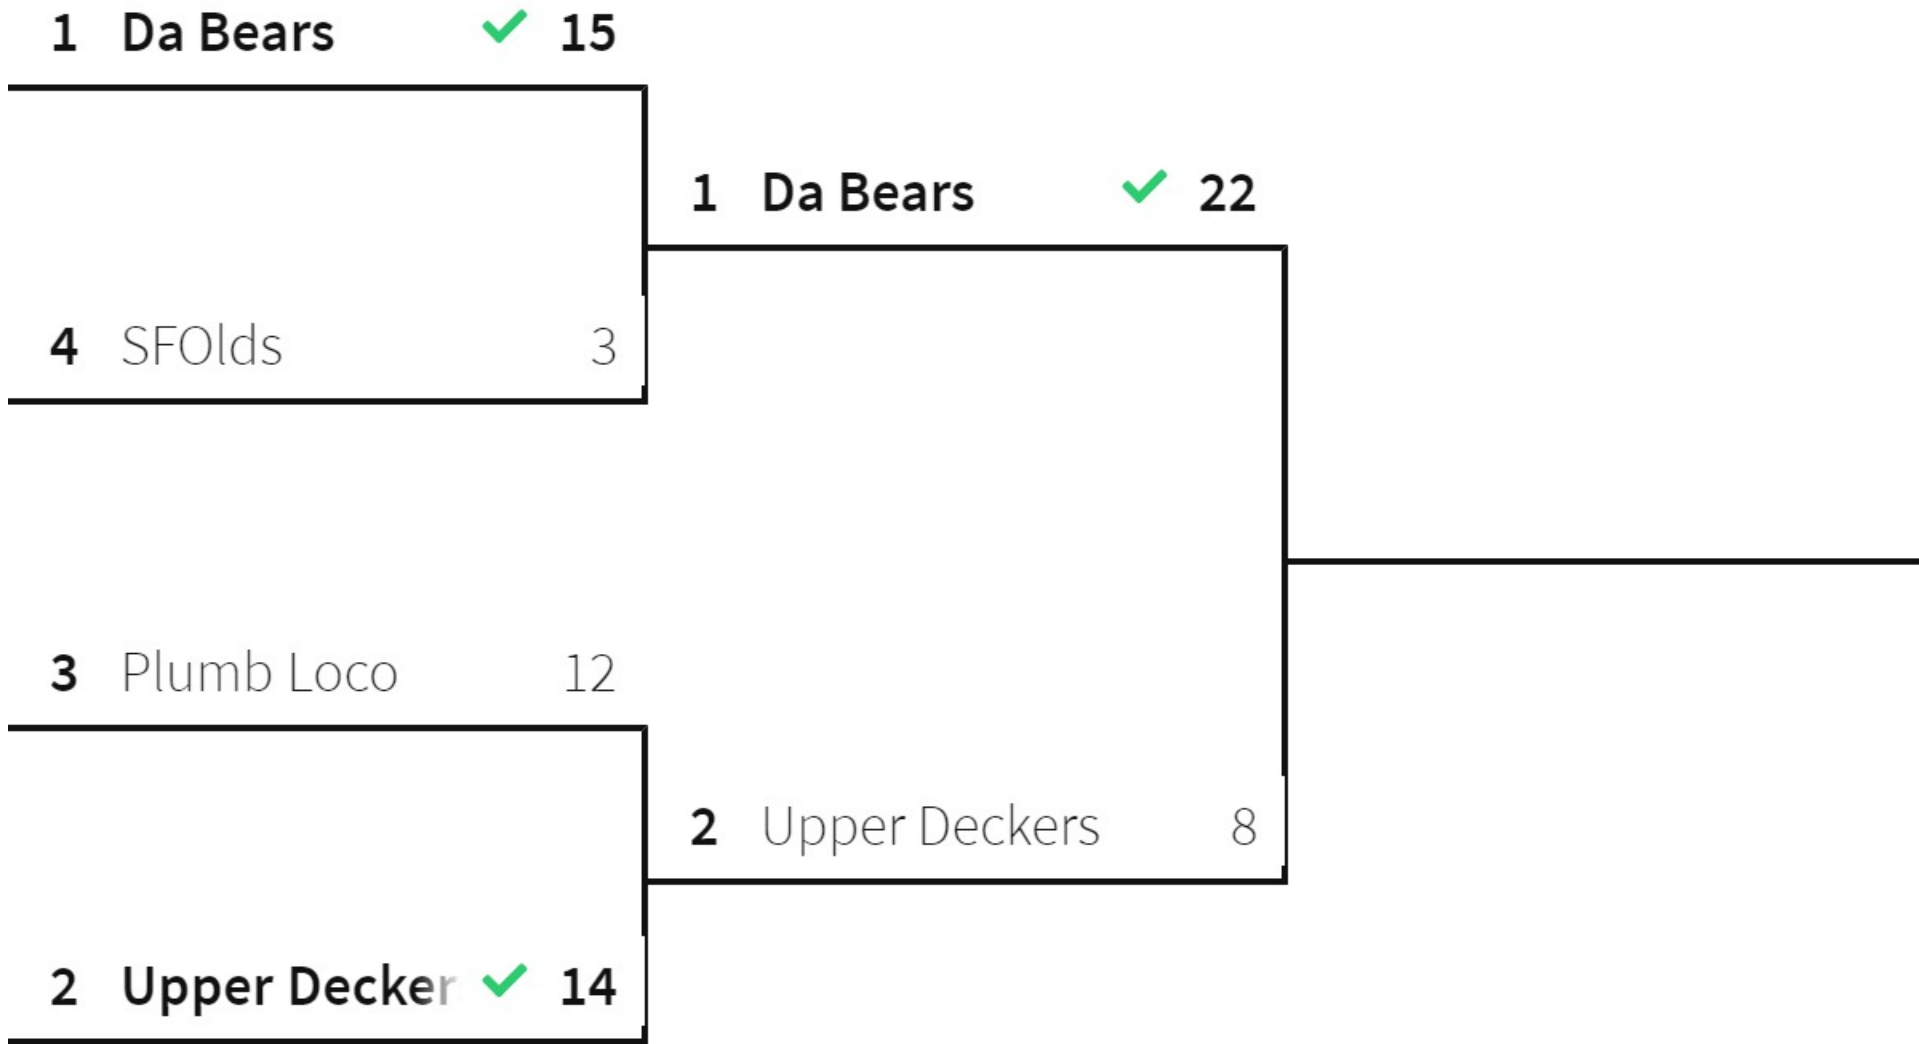 1 Da Bears 15
1 Da Bears 22
4 SFOlds 3
3 Plumb Loco 12
2 Upper Deckers 8
2 Upper Decker 14